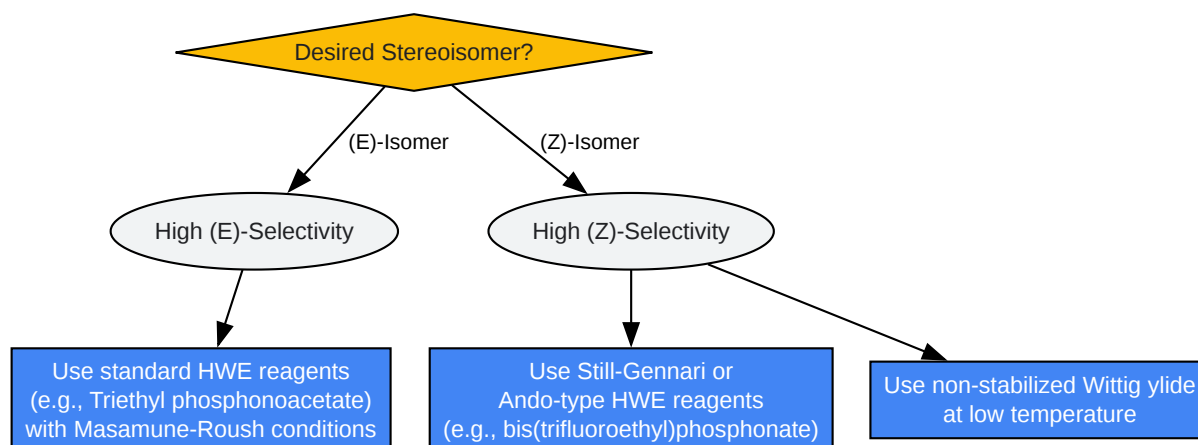 Desired Stereoisomer?
(E)-Isomer
(Z)-Isomer
High (E)-Selectivity
High (Z)-Selectivity
Use standard HWE reagents
(e.g., Triethyl phosphonoacetate)
with Masamune-Roush conditions
Use Still-Gennari or
Ando-type HWE reagents
(e.g., bis(trifluoroethyl)phosphonate)
Use non-stabilized Wittig ylide
at low temperature